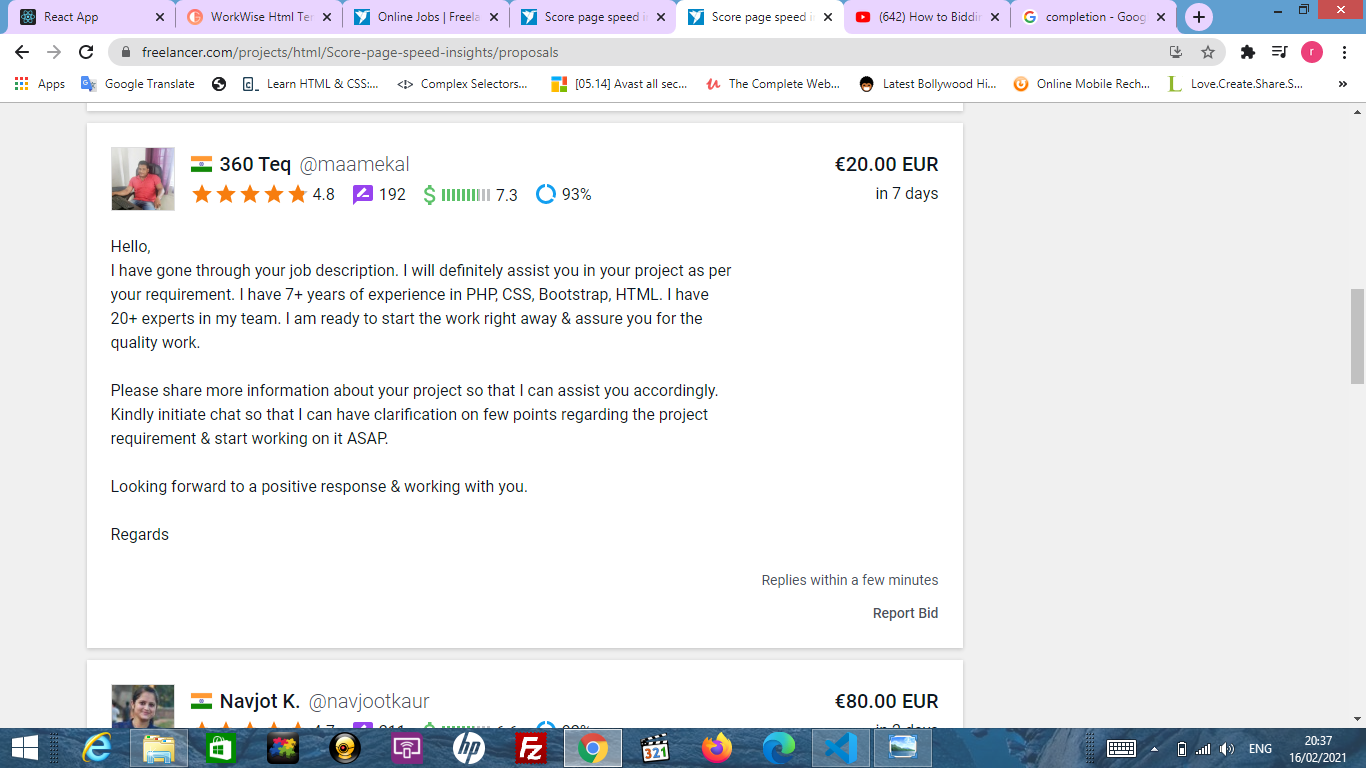 React App
WorkWise Html Ter
Online Jobs | Freela
Score page speed i
Score page speed i
(642) How to Biddi
completion - Goog
freelancer.com/projects/html/Score-page-speed-insights/proposals
r
Apps
Google Translate
Learn HTML & CSS:...
Complex Selectors...
[05.14] Avast all sec...
The Complete Web...
Latest Bollywood Hi...
Online Mobile Rech...
Love.Create.Share.S...
»
360 Teq @maamekal
€20.00 EUR
4.8 192 $ 7.3 93%
in 7 days
Hello,
I have gone through your job description. I will definitely assist you in your project as per
your requirement. I have 7+ years of experience in PHP, CSS, Bootstrap, HTML. I have
20+ experts in my team. I am ready to start the work right away & assure you for the
quality work.
Please share more information about your project so that I can assist you accordingly.
Kindly initiate chat so that I can have clarification on few points regarding the project
requirement & start working on it ASAP.
Looking forward to a positive response & working with you.
Regards
Replies within a few minutes
Report Bid
Navjot K. @navjootkaur
€80.00 EUR
hp
Fz
321
ENG
20:37
16/02/2021